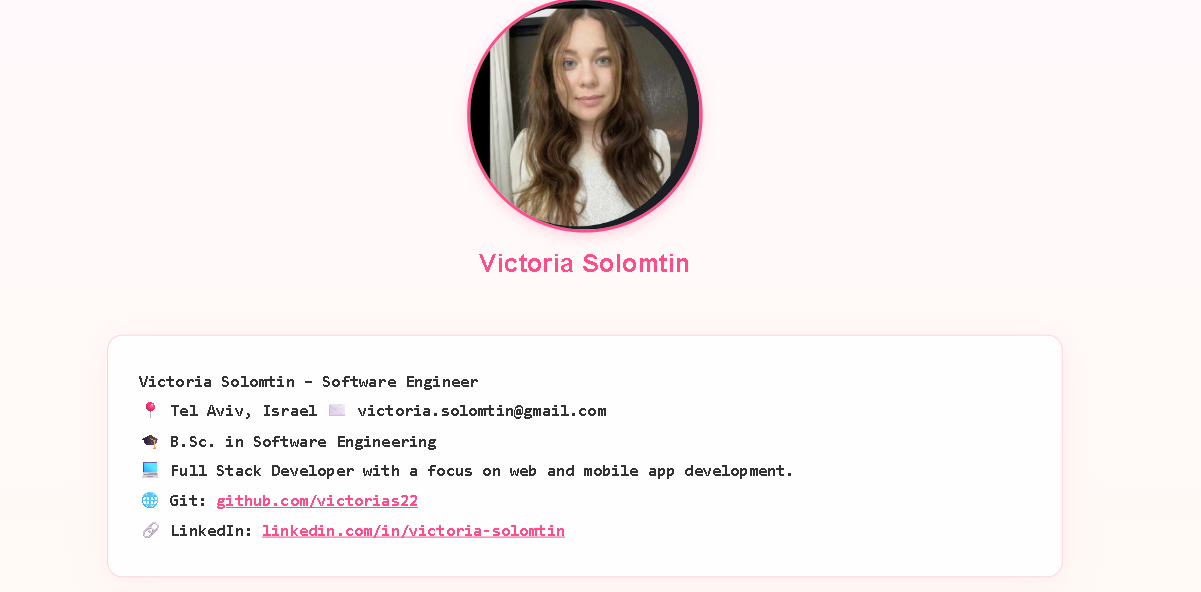 Victoria Solomtin
Victoria Solomtin – Software Engineer
📍 Tel Aviv, Israel ✉️ victoria.solomtin@gmail.com
🎓 B.Sc. in Software Engineering
💻 Full Stack Developer with a focus on web and mobile app development.
🌐 Git: github.com/victorias22
🔗 LinkedIn: linkedin.com/in/victoria-solomtin